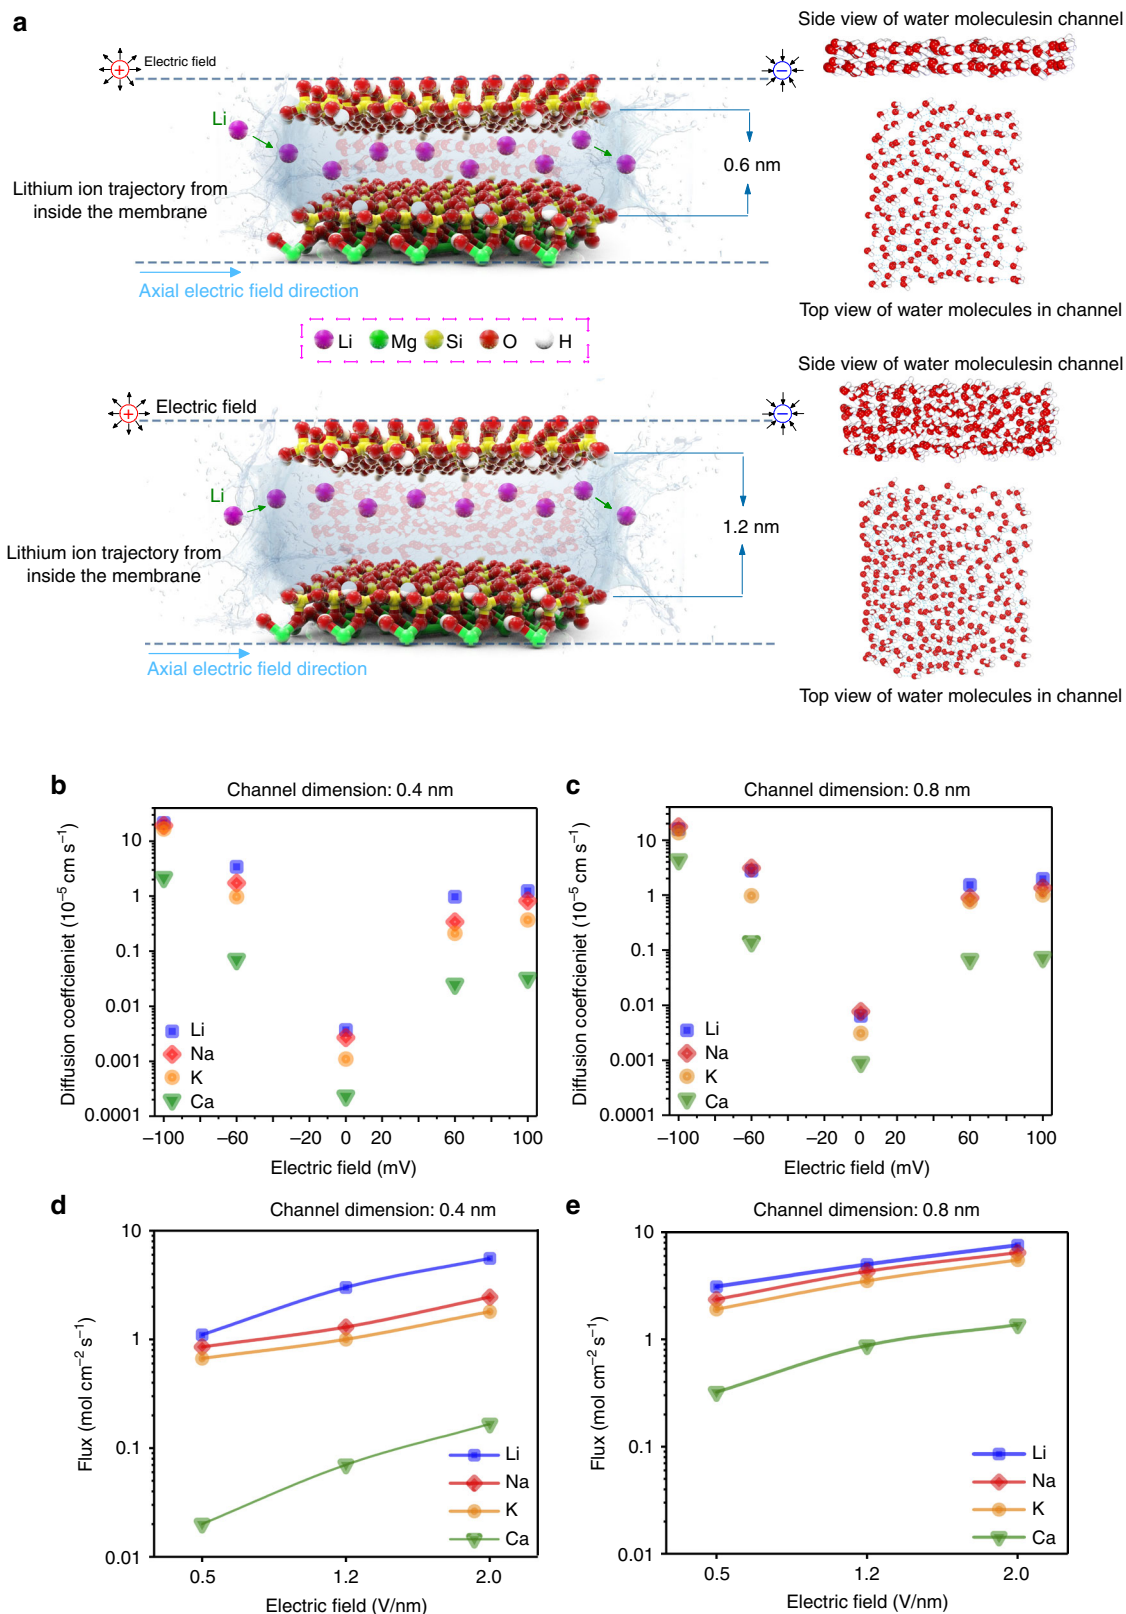 a
Side view of water moleculesin channel
+
Electric field
−
Li
0.6 nm
Lithium ion trajectory from
inside the membrane
Axial electric field direction
Top view of water molecules in channel
Li
Mg
Si
O
H
Side view of water moleculesin channel
+
Electric field
−
Li
1.2 nm
Lithium ion trajectory from
inside the membrane
Axial electric field direction
Top view of water molecules in channel
b
Channel dimension: 0.4 nm
Diffusion coeffcieniet (10⁻⁵ cm s⁻¹)
10
1
0.1
0.01
0.001
0.0001
Li
Na
K
Ca
−100
−60
−20
0
20
60
100
Electric field (mV)
c
Channel dimension: 0.8 nm
Diffusion coeffcieniet (10⁻⁵ cm s⁻¹)
10
1
0.1
0.01
0.001
0.0001
Li
Na
K
Ca
−100
−60
−20
0
20
60
100
Electric field (mV)
d
Channel dimension: 0.4 nm
Flux (mol cm⁻² s⁻¹)
10
1
0.1
0.01
Li
Na
K
Ca
0.5
1.2
2.0
Electric field (V/nm)
e
Channel dimension: 0.8 nm
Flux (mol cm⁻² s⁻¹)
10
1
0.1
0.01
Li
Na
K
Ca
0.5
1.2
2.0
Electric field (V/nm)